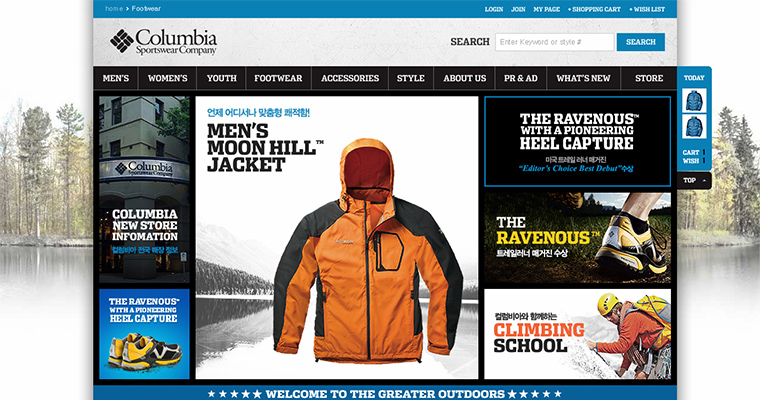 home > Footwear
LOGIN JOIN MY PAGE + SHOPPING CART + WISH LIST
Columbia
Sportswear Company
SEARCH Enter Keyword or style # SEARCH
MEN'S WOMEN'S YOUTH FOOTWEAR ACCESSORIES STYLE ABOUT US PR & AD WHAT'S NEW STORE
Columbia
Sportswear Company
COLUMBIA
NEW STORE
INFOMATION
컬럼비아 전국 매장 정보
THE RAVENOUS™
WITH A PIONEERING
HEEL CAPTURE
언제 어디서나 맞춤형 쾌적함!
MEN'S
MOON HILL™
JACKET
THE RAVENOUS™
WITH A PIONEERING
HEEL CAPTURE
미국 트레일 러너 매거진
"Editor's Choice Best Debut"수상
THE
RAVENOUS™
트레일러너 매거진 수상
컬럼비아와 함께하는
CLIMBING
SCHOOL
TODAY
CART 1
WISH 1
TOP
WELCOME TO THE GREATER OUTDOORS